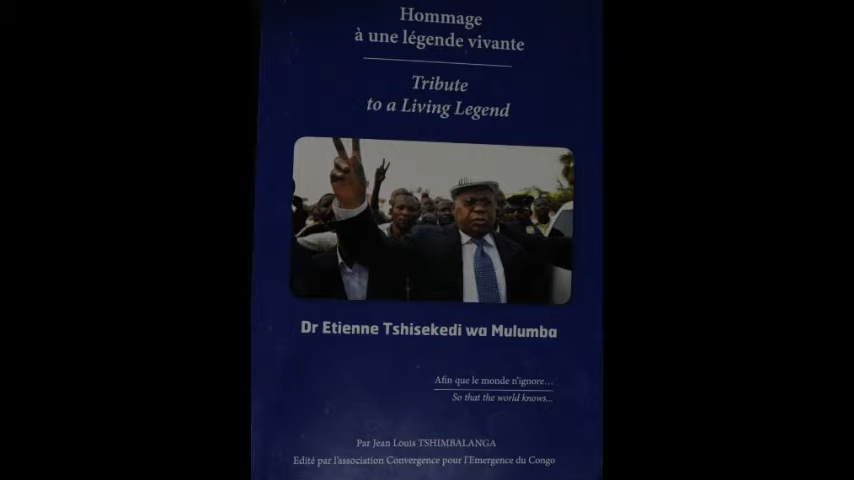 Hommage
à une légende vivante
Tribute
to a Living Legend
Dr Etienne Tshisekedi wa Mulumba
Afin que le monde n'ignore...
So that the world knows...
Par Jean Louis TSHIMBALANGA
Edité par l'association Convergence pour l'Emergence du Congo